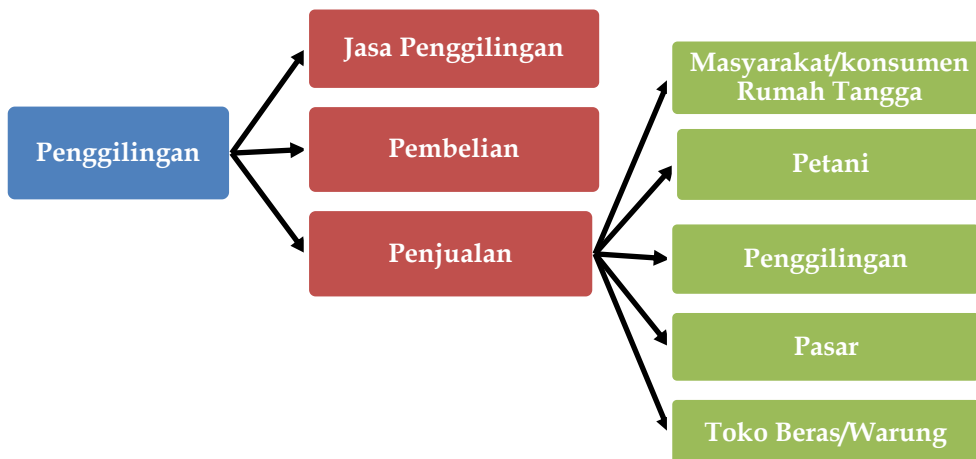 Penggilingan
Jasa Penggilingan
Pembelian
Penjualan
Masyarakat/konsumen
Rumah Tangga
Petani
Penggilingan
Pasar
Toko Beras/Warung